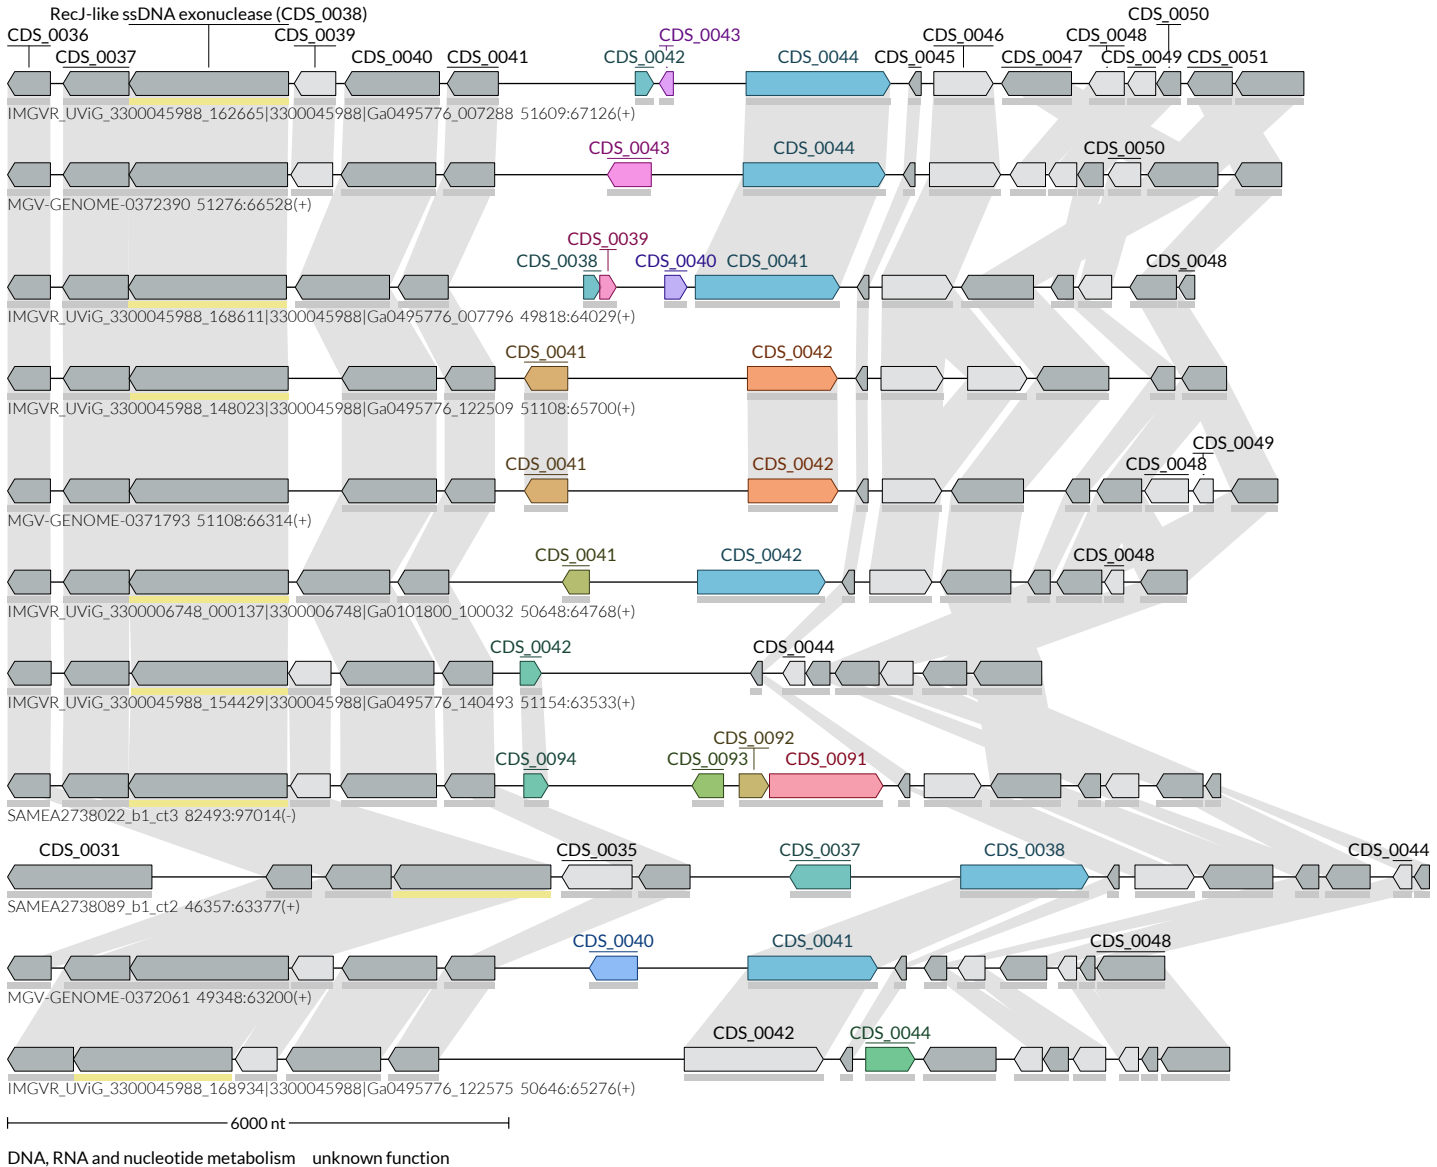 RecJ-like ssDNA exonuclease (CDS_0038)
CDS_0050
CDS_0036 CDS_0039 CDS_0043 CDS_0046 CDS_0048
CDS_0037 CDS_0040 CDS_0041 CDS_0042 CDS_0044 CDS_0045 CDS_0047 CDS_0049 CDS_0051
IMGVR_UViG_3300045988_162665|3300045988|Ga0495776_007288 51609:67126(+)
CDS_0043 CDS_0044 CDS_0050
MGV-GENOME-0372390 51276:66528(+)
CDS_0039
CDS_0038 CDS_0040 CDS_0041 CDS_0048
IMGVR_UViG_3300045988_168611|3300045988|Ga0495776_007796 49818:64029(+)
CDS_0041 CDS_0042
IMGVR_UViG_3300045988_148023|3300045988|Ga0495776_122509 51108:65700(+)
CDS_0049
CDS_0041 CDS_0042 CDS_0048
MGV-GENOME-0371793 51108:66314(+)
CDS_0041 CDS_0042 CDS_0048
IMGVR_UViG_3300006748_000137|3300006748|Ga0101800_100032 50648:64768(+)
CDS_0042 CDS_0044
IMGVR_UViG_3300045988_154429|3300045988|Ga0495776_140493 51154:63533(+)
CDS_0092
CDS_0094 CDS_0093 CDS_0091
SAMEA2738022_b1_ct3 82493:97014(-)
CDS_0031 CDS_0035 CDS_0037 CDS_0038 CDS_0044
SAMEA2738089_b1_ct2 46357:63377(+)
CDS_0040 CDS_0041 CDS_0048
MGV-GENOME-0372061 49348:63200(+)
CDS_0042 CDS_0044
IMGVR_UViG_3300045988_168934|3300045988|Ga0495776_122575 50646:65276(+)
6000 nt
DNA, RNA and nucleotide metabolism unknown function